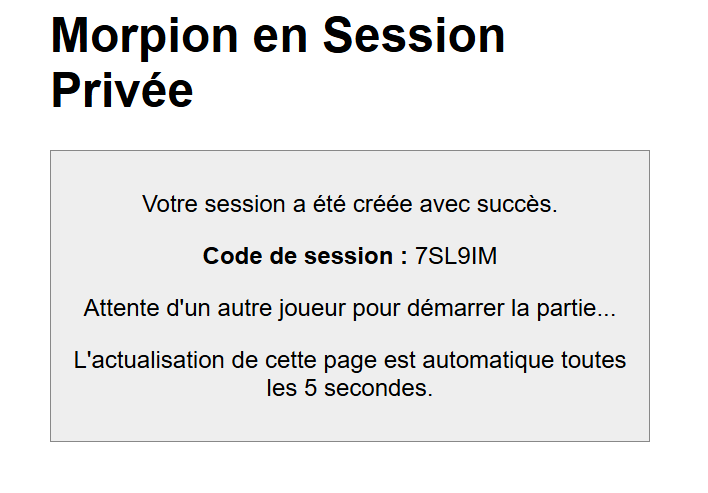 Morpion en Session
Privée
Votre session a été créée avec succès.
Code de session : 7SL9IM
Attente d'un autre joueur pour démarrer la partie...
L'actualisation de cette page est automatique toutes
les 5 secondes.